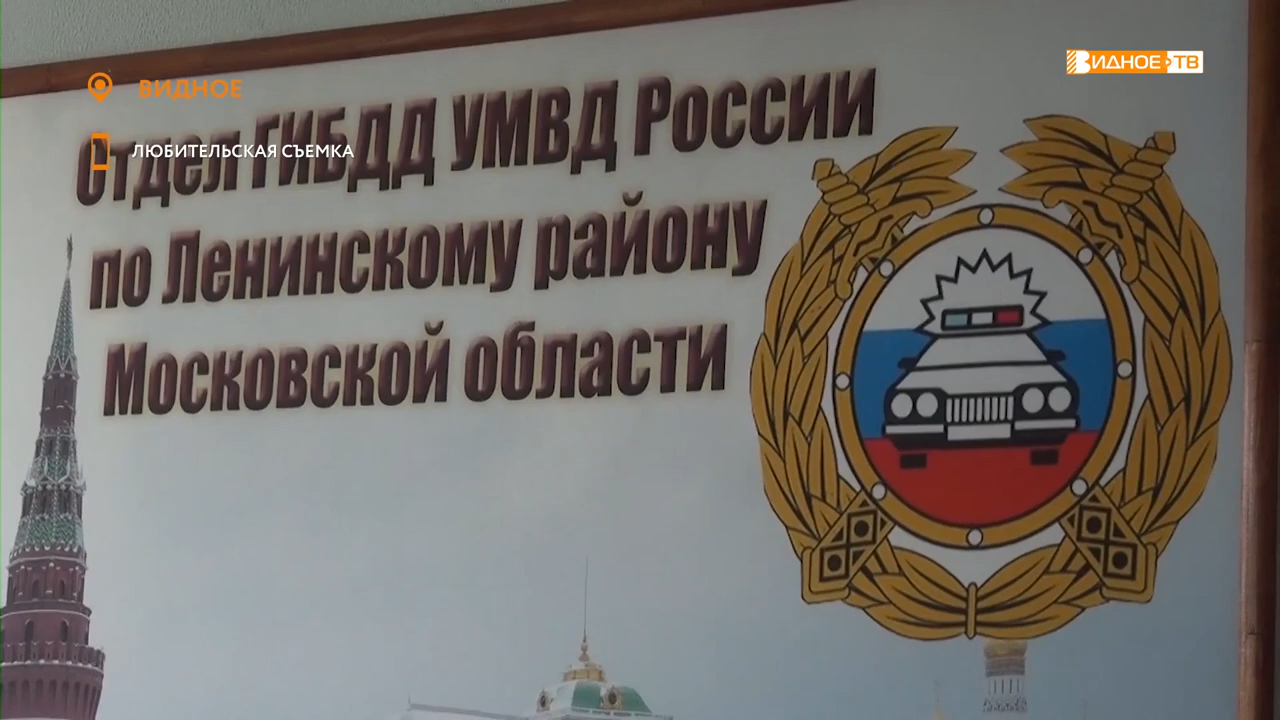 ВИДНОЕ
ВИДНОЕ ТВ
Отдел ГИБДД УМВД России
ЛЮБИТЕЛЬСКАЯ СЪЕМКА
по Ленинскому району
Московской области